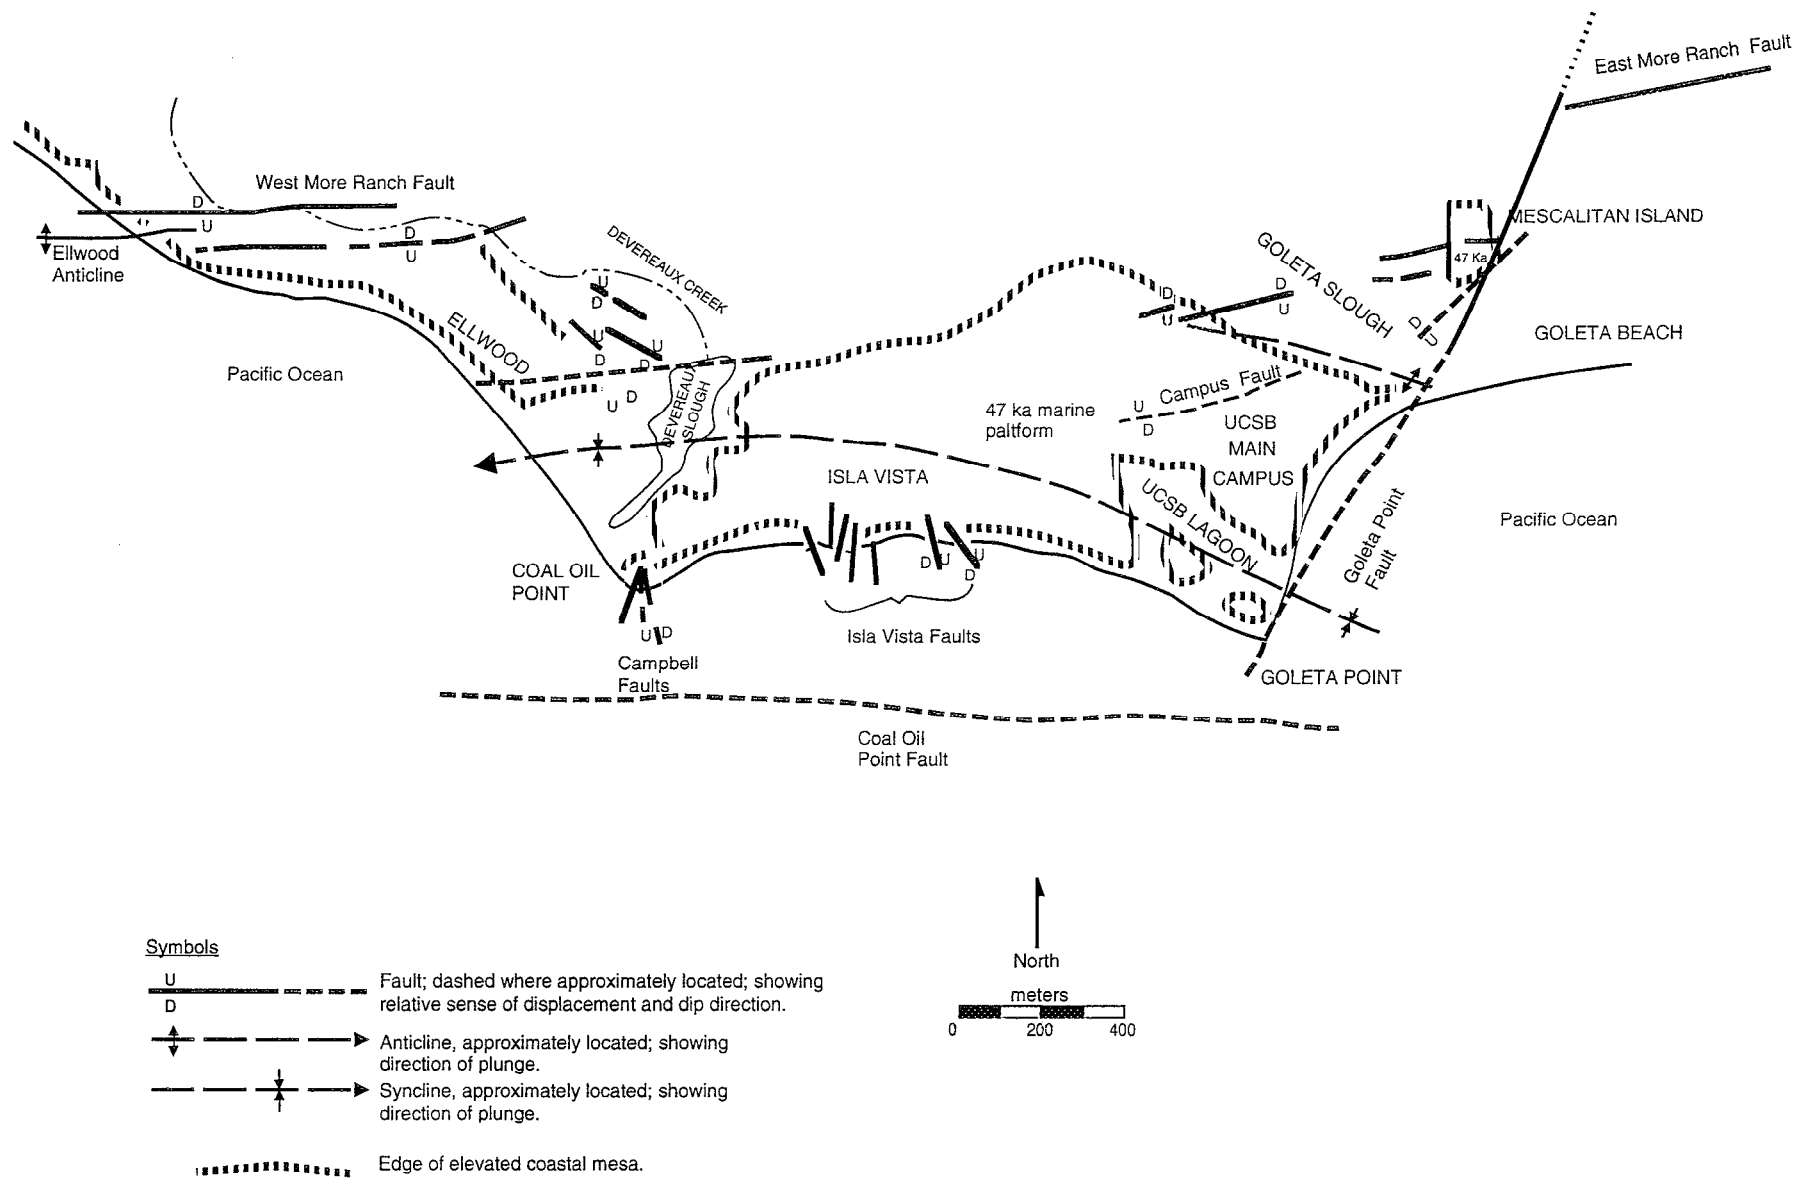 East More Ranch Fault
West More Ranch Fault
D
U
Ellwood
Anticline
D
U
DEVEREAUX CREEK
U
D
U
D
U
D
D
U
ELLWOOD
Pacific Ocean
DEVEREAUX
SLOUGH
MESCALITAN ISLAND
47 Ka
GOLETA SLOUGH
D
U
D
U
D
U
GOLETA BEACH
Campus Fault
U
D
47 ka marine
paltform
UCSB
MAIN
CAMPUS
ISLA VISTA
UCSB LAGOON
Goleta Point
Fault
Pacific Ocean
COAL OIL
POINT
D
U
U
D
U
D
Isla Vista Faults
Campbell
Faults
GOLETA POINT
Coal Oil
Point Fault
North
meters
0 200 400
Symbols
U
D
Fault; dashed where approximately located; showing
relative sense of displacement and dip direction.
Anticline, approximately located; showing
direction of plunge.
Syncline, approximately located; showing
direction of plunge.
Edge of elevated coastal mesa.